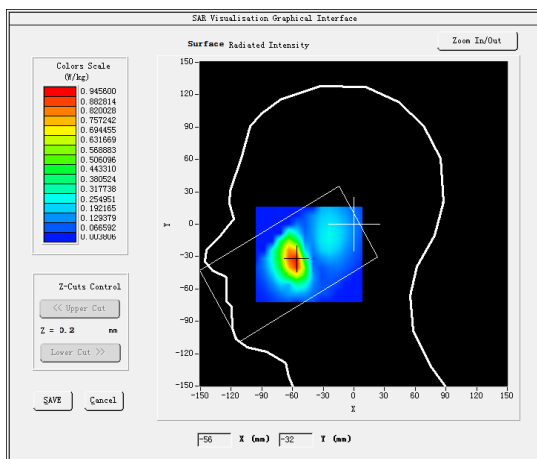 SAR Visualisation Graphical Interface
Surface Radiated Intensity
Zoom In/Out
Colors Scale
(W/kg)
0.945600
0.882814
0.820028
0.757242
0.694455
0.631669
0.568883
0.506096
0.443310
0.380524
0.317738
0.254951
0.192165
0.129379
0.066592
0.003806
150
120
90
60
30
0
-30
-60
-90
-120
-150
Y
-150 -120 -90 -60 -30 0 30 60 90 120 150
X
Z-Cuts Control
<< Upper Cut
Z = 0.2 mm
Lower Cut >>
SAVE Cancel
-56 X (mm) -32 Y (mm)